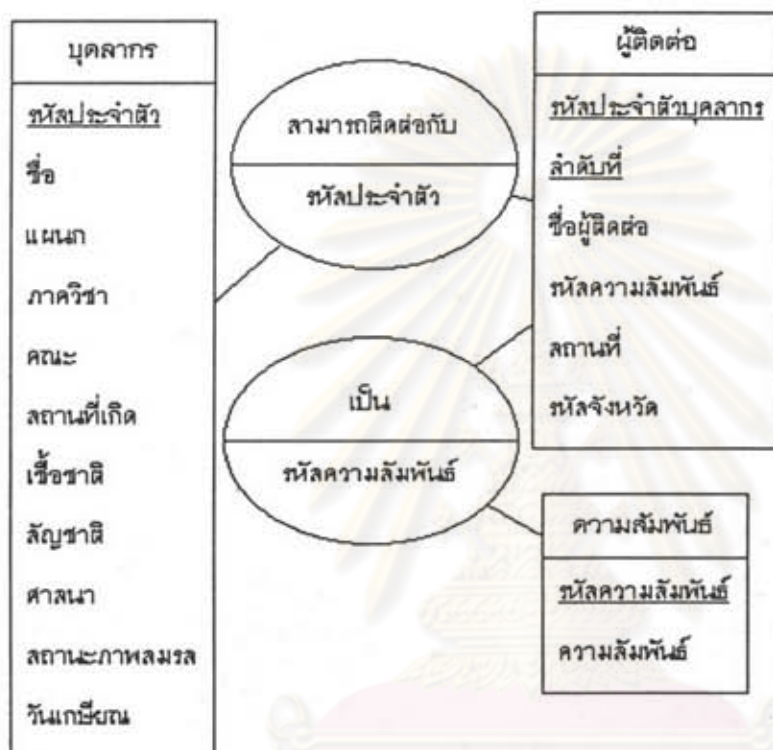 บุคลากร
รหัสประจำตัว
ชื่อ
แผนก
ภาควิชา
คณะ
สถานที่เกิด
เชื้อชาติ
สัญชาติ
ศาสนา
สถานะภาพสมรส
วันเกษียณ
สามารถติดต่อกับ
รหัสประจำตัว
เป็น
รหัสความสัมพันธ์
ผู้ติดต่อ
รหัสประจำตัวบุคลากร
ลำดับที่
ชื่อผู้ติดต่อ
รหัสความสัมพันธ์
สถานที่
รหัสจังหวัด
ความสัมพันธ์
รหัสความสัมพันธ์
ความสัมพันธ์